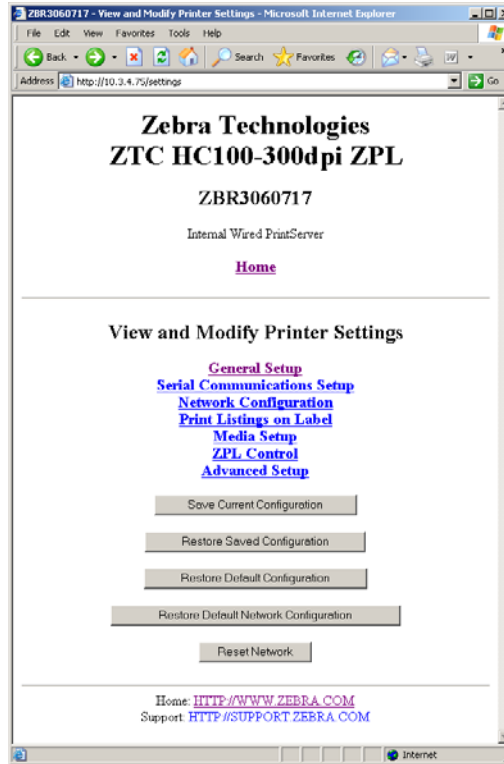 ZBR3060717 - View and Modify Printer Settings - Microsoft Internet Explorer
File Edit View Favorites Tools Help
Back Search Favorites
Address http://10.3.4.75/settings Go
Zebra Technologies
ZTC HC100-300dpi ZPL
ZBR3060717
Internal Wired PrintServer
Home
View and Modify Printer Settings
General Setup
Serial Communications Setup
Network Configuration
Print Listings on Label
Media Setup
ZPL Control
Advanced Setup
Save Current Configuration
Restore Saved Configuration
Restore Default Configuration
Restore Default Network Configuration
Reset Network
Home: HTTP://WWW.ZEBRA.COM
Support: HTTP://SUPPORT.ZEBRA.COM
Internet